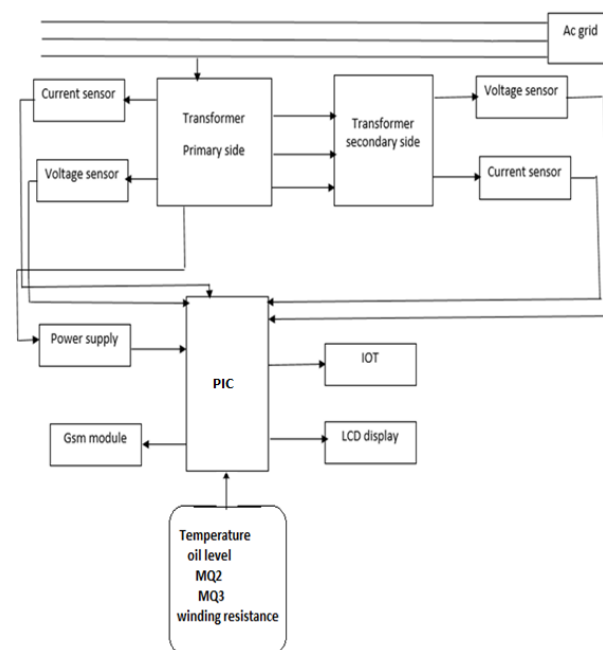 Ac grid
Current sensor
Transformer
Primary side
Transformer
secondary side
Voltage sensor
Voltage sensor
Current sensor
Power supply
PIC
IOT
Gsm module
LCD display
Temperature
oil level
MQ2
MQ3
winding resistance